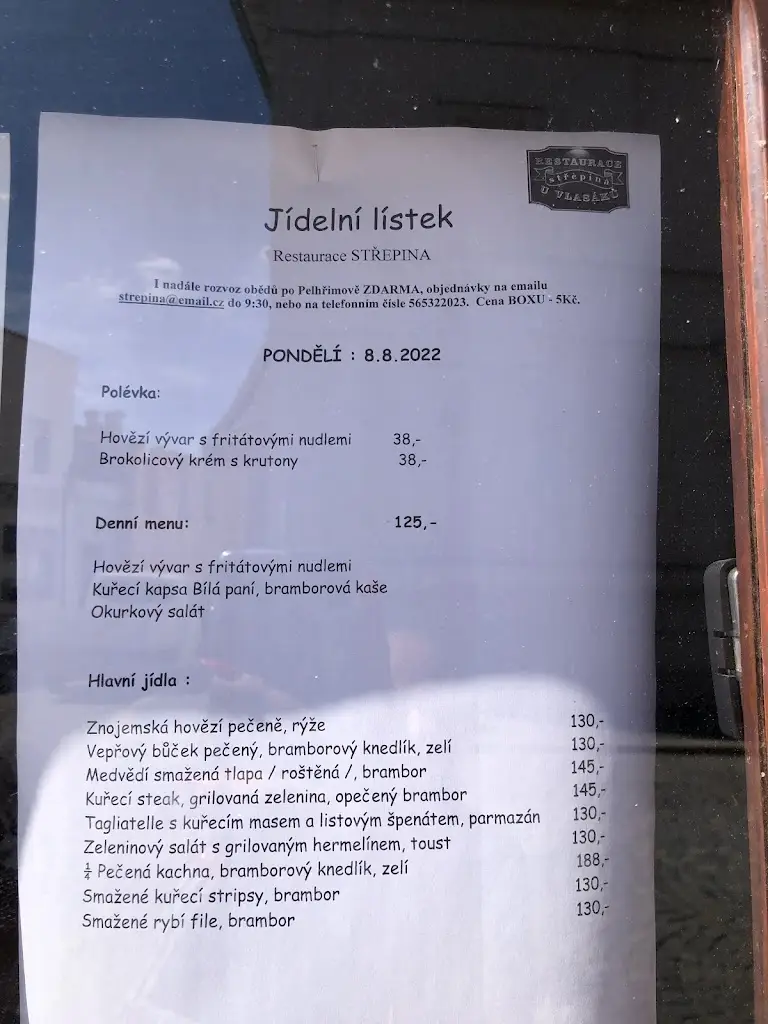 RESTAURACE
střepina
U VLASÁKŮ
Jídelní lístek
Restaurace STŘEPINA
I nadále rozvoz obědů po Pelhřimově ZDARMA, objednávky na emailu
strepina@email.cz do 9:30, nebo na telefonním čísle 565322023. Cena BOXU - 5Kč.
PONDĚLÍ : 8.8.2022
Polévka:
Hovězí vývar s fritátovými nudlemi 38,-
Brokolicový krém s krutony 38,-
Denní menu: 125,-
Hovězí vývar s fritátovými nudlemi
Kuřecí kapsa Bílá paní, bramborová kaše
Okurkový salát
Hlavní jídla :
Znojemská hovězí pečeně, rýže 130,-
Vepřový bůček pečený, bramborový knedlík, zelí 130,-
Medvědí smažená tlapa / roštěná /, brambor 145,-
Kuřecí steak, grilovaná zelenina, opečený brambor 145,-
Tagliatelle s kuřecím masem a listovým špenátem, parmazán 130,-
Zeleninový salát s grilovaným hermelínem, toust 130,-
¼ Pečená kachna, bramborový knedlík, zelí 188,-
Smažené kuřecí stripsy, brambor 130,-
Smažené rybí file, brambor 130,-